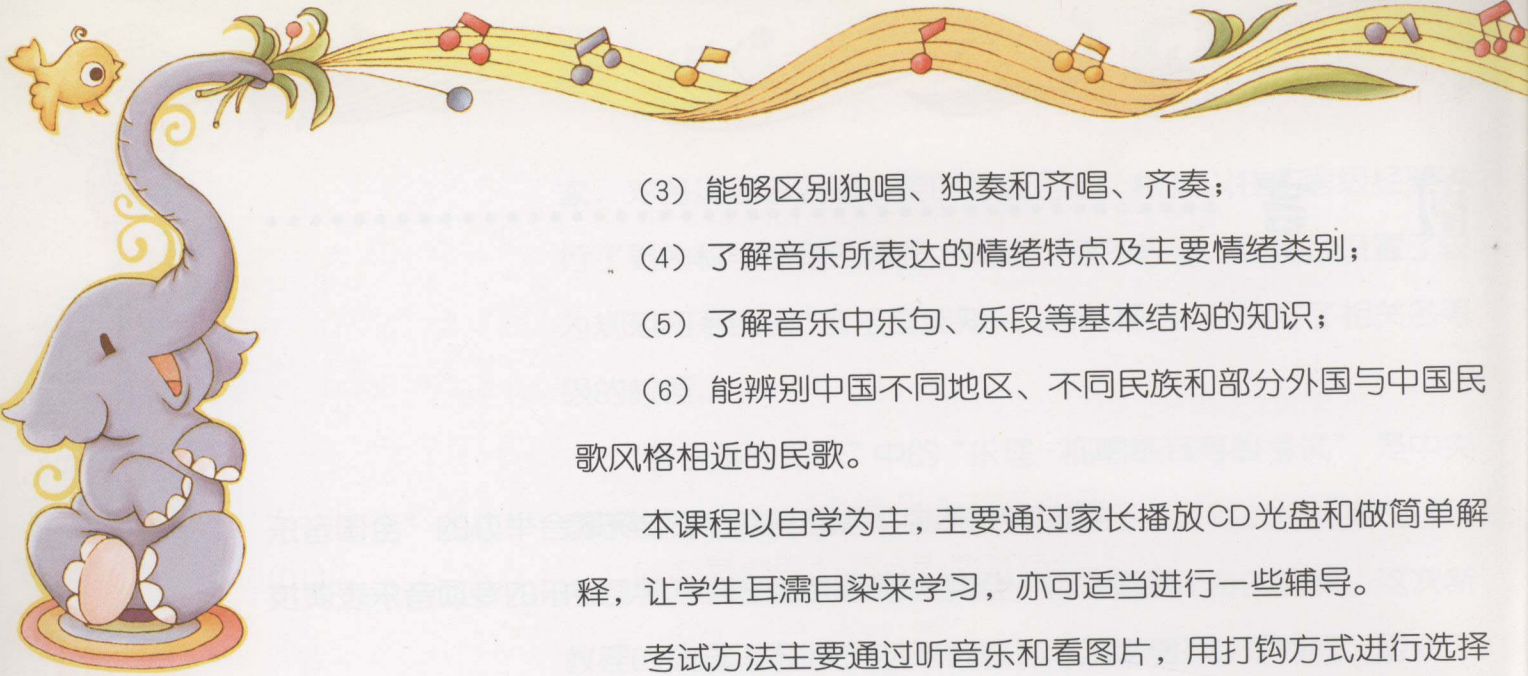 （3）能够区别独唱、独奏和齐唱、齐奏；
（4）了解音乐所表达的情绪特点及主要情绪类别；
（5）了解音乐中乐句、乐段等基本结构的知识；
（6）能辨别中国不同地区、不同民族和部分外国与中国民
歌风格相近的民歌。
本课程以自学为主，主要通过家长播放CD光盘和做简单解
释，让学生耳濡目染来学习，亦可适当进行一些辅导。
考试方法主要通过听音乐和看图片，用打钩方式进行选择